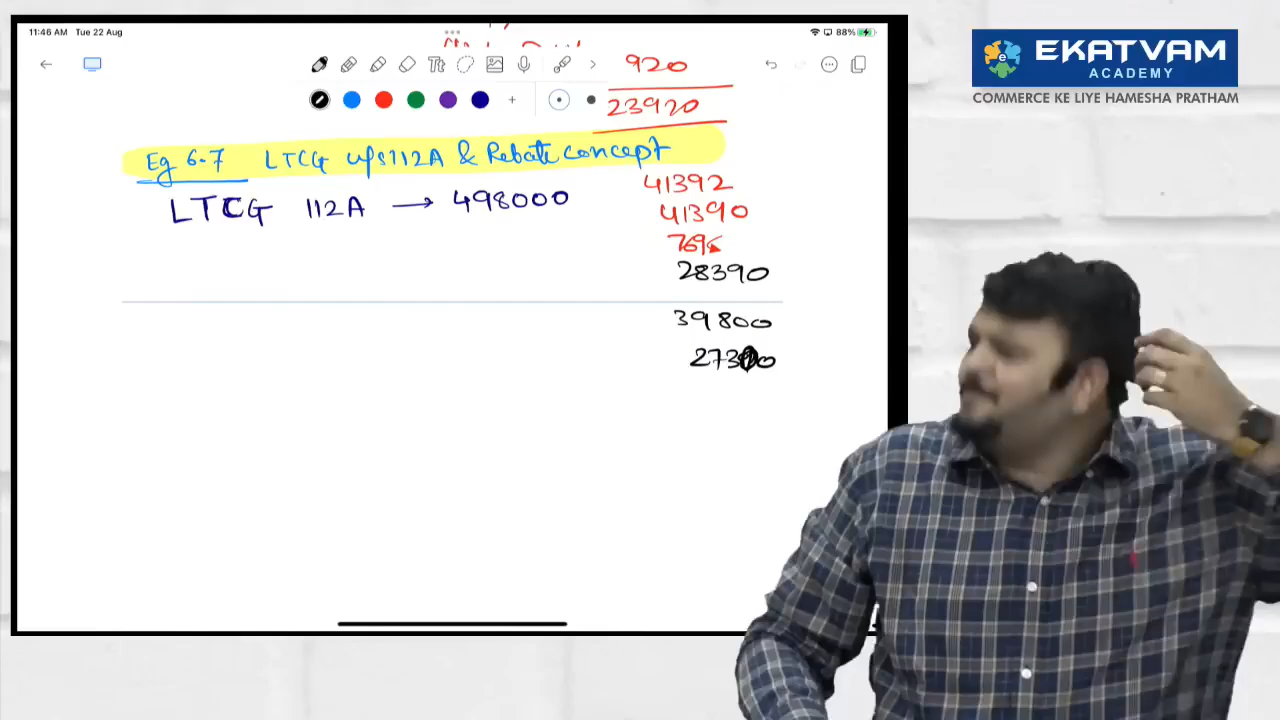 11:46 AM Tue 22 Aug
88%
EKATVAM
ACADEMY
COMMERCE KE LIYE HAMESHA PRATHAM
920
23920
Eg 6.7 LTCG u/s 112A & Rebate concept
LTCG 112A → 498000
41392
41390
28390
39800